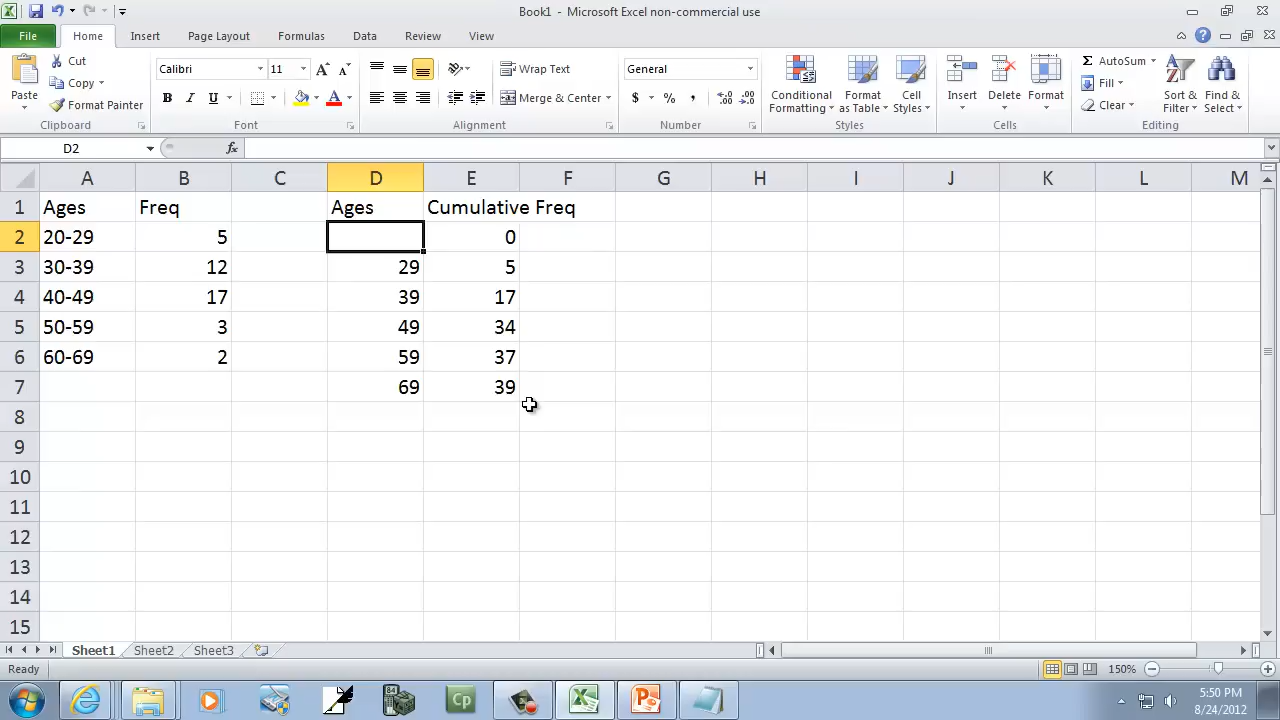 Book1 - Microsoft Excel non-commercial use
File Home Insert Page Layout Formulas Data Review View
Paste
Cut
Copy
Format Painter
Clipboard
Calibri 11
B I U
Font
Wrap Text
Merge & Center
Alignment
General
$ % ,
Number
Conditional Formatting
Format as Table
Cell Styles
Styles
Insert Delete Format
Cells
AutoSum
Fill
Clear
Sort & Filter
Find & Select
Editing
D2 fx
A B C D E F G H I J K L M
1 Ages Freq Ages Cumulative Freq
2 20-29 5 0
3 30-39 12 29 5
4 40-49 17 39 17
5 50-59 3 49 34
6 60-69 2 59 37
7 69 39
8
9
10
11
12
13
14
15
Sheet1 Sheet2 Sheet3
Ready 150%
5:50 PM
8/24/2012